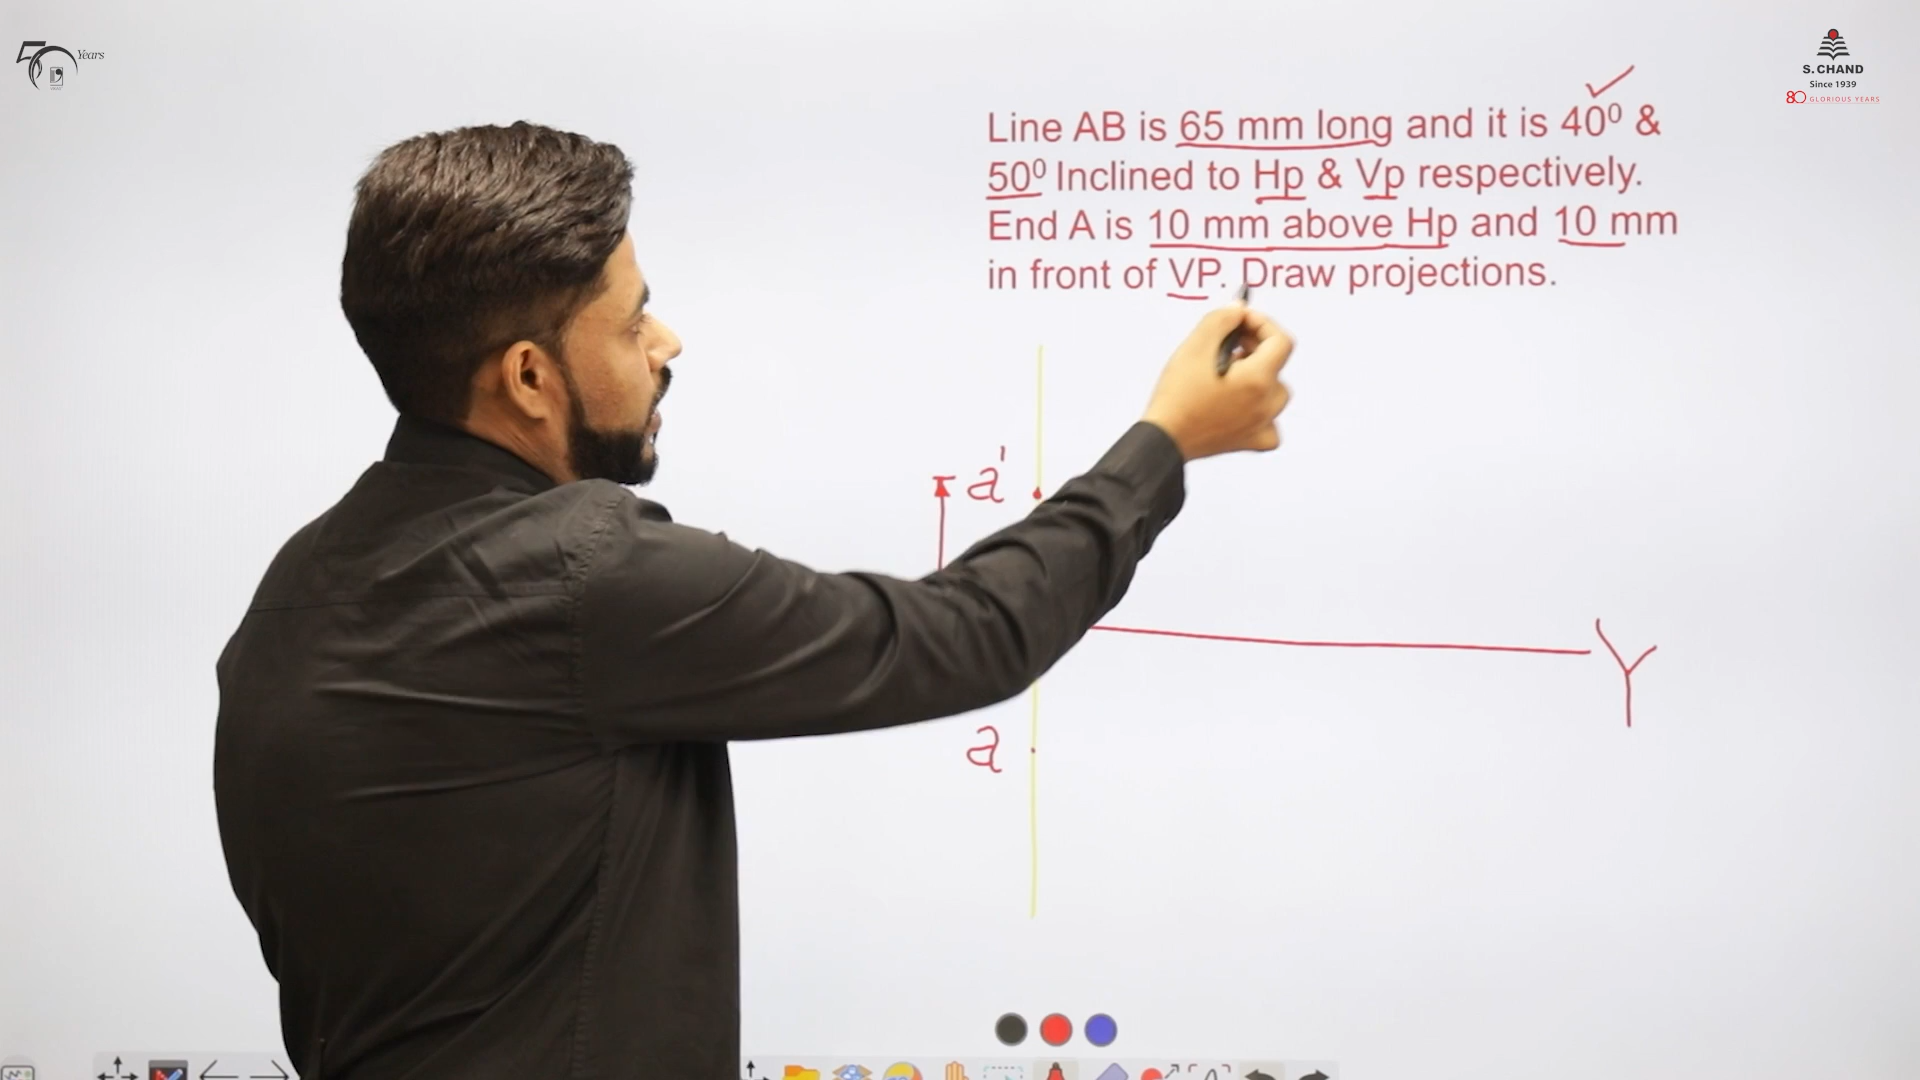 50 Years
S. CHAND
Since 1939
80 GLORIOUS YEARS
Line AB is 65 mm long and it is 40⁰ &
50⁰ Inclined to Hp & Vp respectively.
End A is 10 mm above Hp and 10 mm
in front of VP. Draw projections.
a'
Y
a